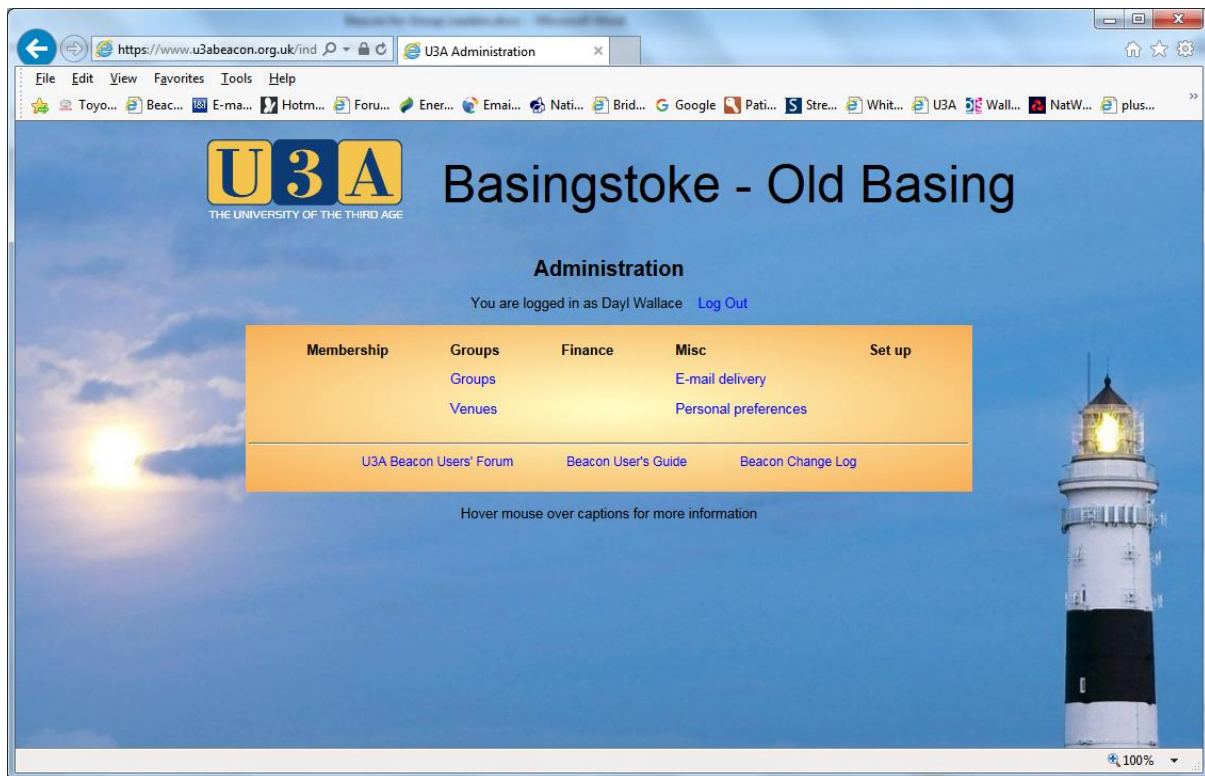 https://www.u3abeacon.org.uk/ind
U3A Administration
File Edit View Favorites Tools Help
Toyo... Beac... E-ma... Hotm... Foru... Ener... Emai... Nati... Brid... Google Pati... Stre... Whit... U3A Wall... NatW... plus...
U3A
THE UNIVERSITY OF THE THIRD AGE
Basingstoke - Old Basing
Administration
You are logged in as Dayl Wallace Log Out
Membership Groups Finance Misc Set up
Groups E-mail delivery
Venues Personal preferences
U3A Beacon Users' Forum Beacon User's Guide Beacon Change Log
Hover mouse over captions for more information
100%